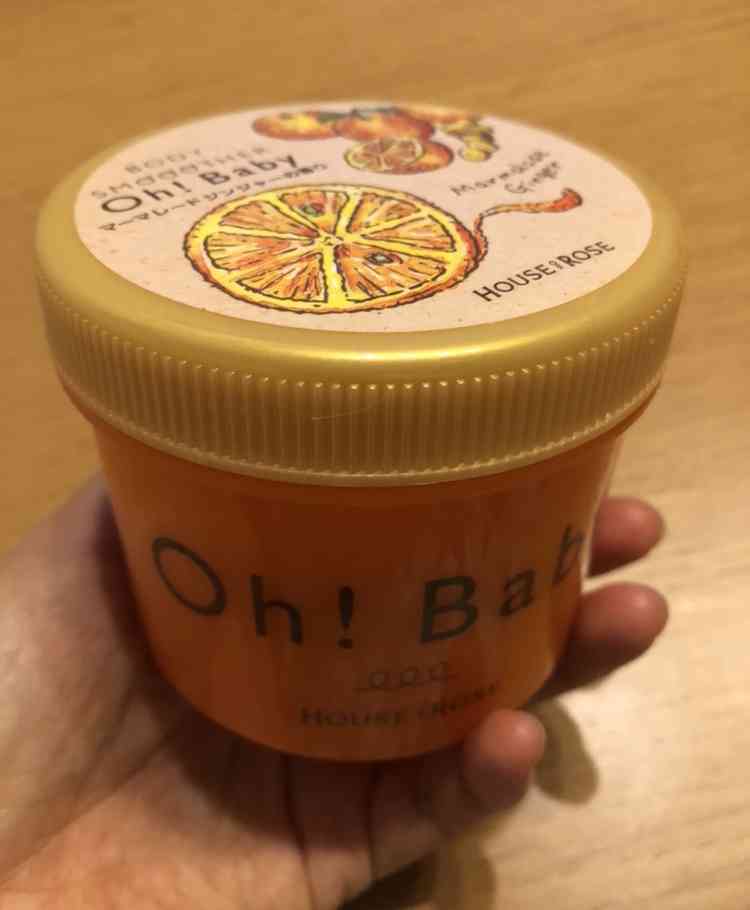 BODY
SMOOOTHER
Oh! Baby
マーマレードジンジャーの香り
Marmalade
Ginger
HOUSE OF ROSE
Oh! Bab
HOUSE OF ROSE